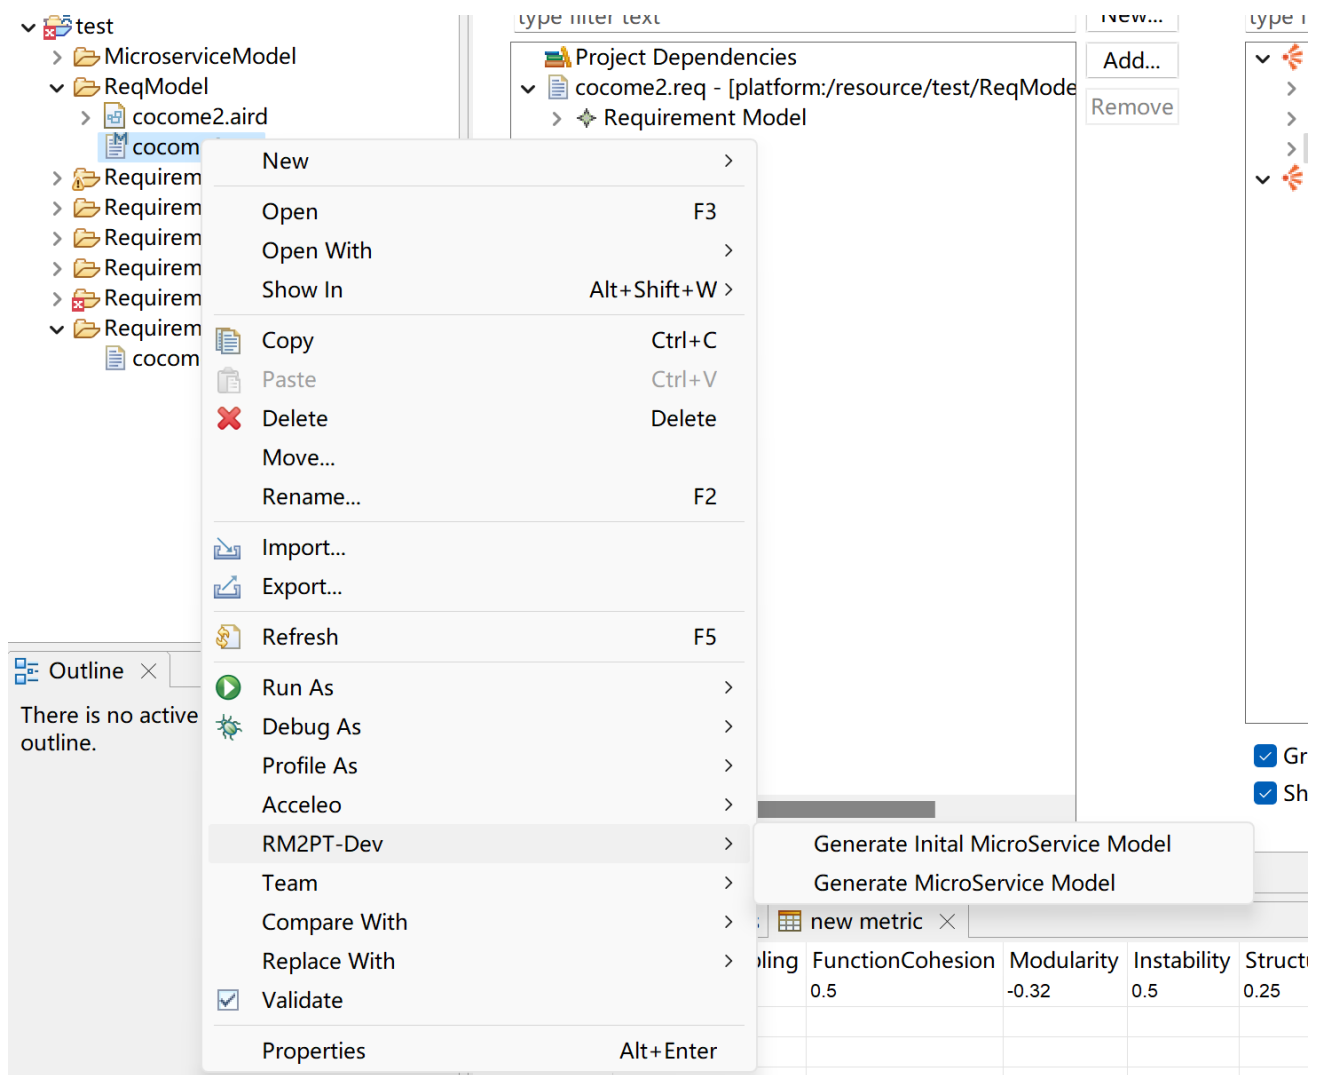 test
MicroserviceModel
ReqModel
cocome2.aird
cocom
Requirem
Requirem
Requirem
Requirem
Requirem
Requirem
cocom
Outline
There is no active
outline.
type filter text
Project Dependencies
cocome2.req - [platform:/resource/test/ReqMode
Requirement Model
New...
Add...
Remove
New
Open F3
Open With
Show In Alt+Shift+W
Copy Ctrl+C
Paste Ctrl+V
Delete Delete
Move...
Rename... F2
Import...
Export...
Refresh F5
Run As
Debug As
Profile As
Acceleo
RM2PT-Dev
Team
Compare With
Replace With
Validate
Properties Alt+Enter
Generate Inital MicroService Model
Generate MicroService Model
type
Gr
Sh
new metric
pling FunctionCohesion Modularity Instability Struct
0.5 -0.32 0.5 0.25